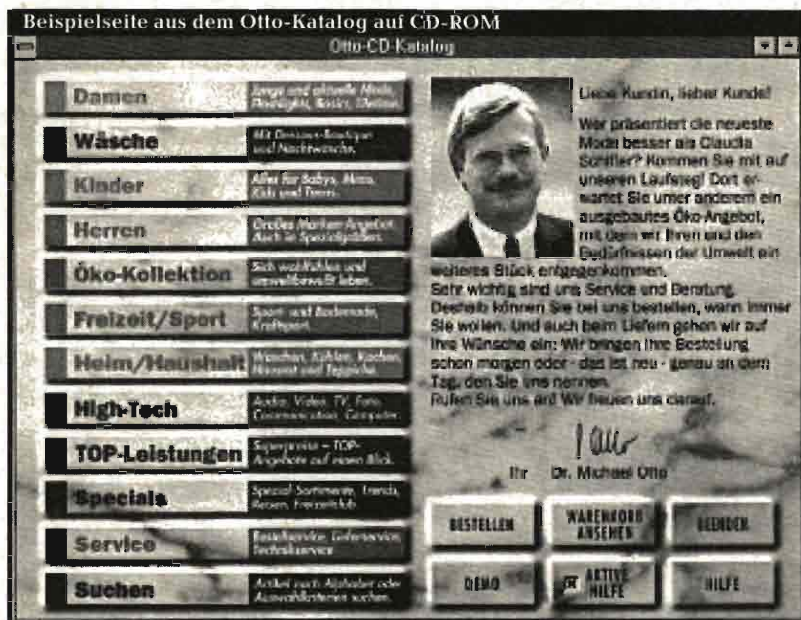 Beispielseite aus dem Otto-Katalog auf CD-ROM
Otto-CD-Katalog
Damen
Junge und aktuelle Mode,
Basics,
Wäsche
Mit Dessous-Boutique
und Nachtwäsche.
Kinder
Alles für Babys, Minis,
Kids und Teens.
Herren
Großes Marken-Angebot.
Auch in Spezialgrößen.
Öko-Kollektion
Sich wohlfühlen und
umweltbewußt leben.
Freizeit/Sport
Sport- und Bademode,
Kraftsport.
Heim/Haushalt
Waschen, Kühlen, Kochen,
und Teppiche.
High-Tech
Audio, Video, TV, Foto,
Communication, Computer.
TOP-Leistungen
Superpreise – TOP-
Angebote auf einen Blick.
Specials
Spezial-Sortimente, Trends,
Reisen, Freizeitclub
Service
Bestellservice, Lieferservice,
Technikservice
Suchen
Artikel nach Alphabet oder
Auswahlkriterien suchen.
Liebe Kundin, lieber Kunde!
Wer präsentiert die neueste
Mode besser als Claudia
Schiffer? Kommen Sie mit auf
unseren Laufsteg! Dort er-
wartet Sie unter anderem ein
ausgebautes Öko-Angebot,
mit dem wir Ihren und den
Bedürfnissen der Umwelt ein
weiteres Stück entgegenkommen.
Sehr wichtig sind uns Service und Beratung.
Deshalb können Sie bei uns bestellen, wann immer
Sie wollen. Und auch beim Liefern gehen wir auf
Ihre Wünsche ein: Wir bringen Ihre Bestellung
schon morgen oder - das ist neu - genau an dem
Tag, den Sie uns nennen.
Rufen Sie uns an! Wir freuen uns darauf.
Ihr Dr. Michael Otto
BESTELLEN
WARENKORB
ANSEHEN
BEENDEN
DEMO
AKTIVE
HILFE
HILFE